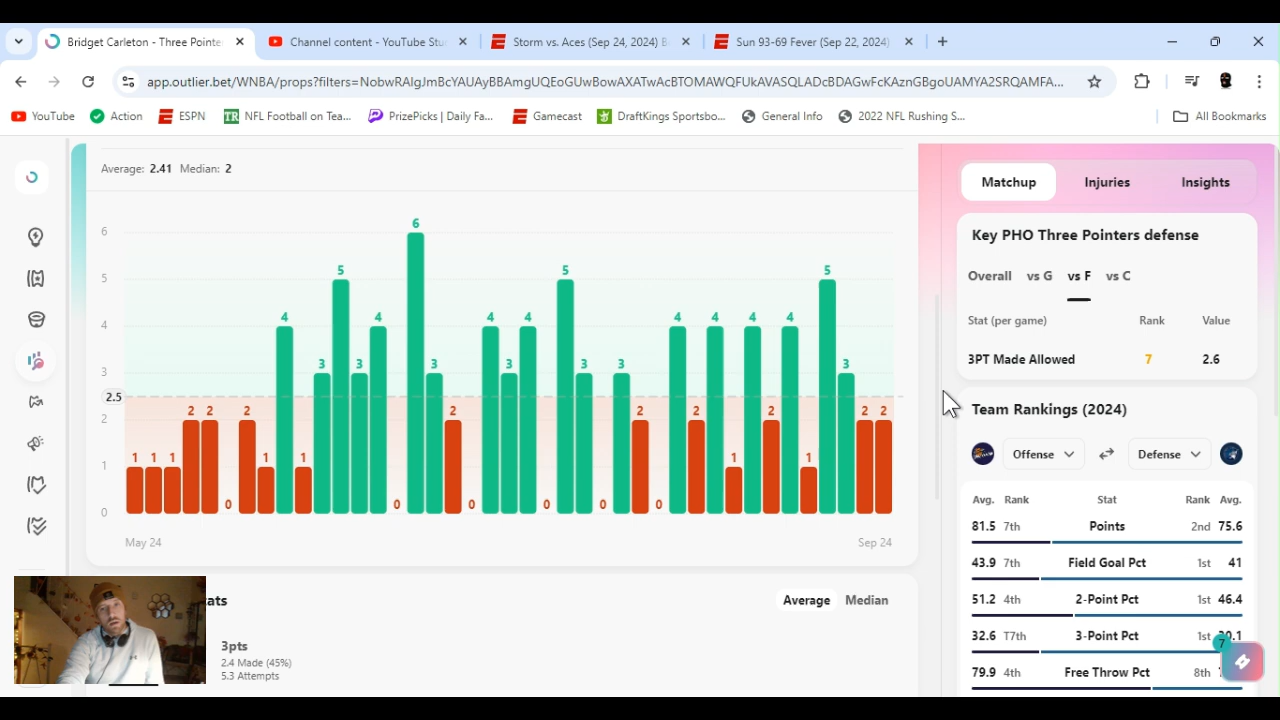 Bridget Carleton - Three Pointe
Channel content - YouTube Stu
Storm vs. Aces (Sep 24, 2024) B
Sun 93-69 Fever (Sep 22, 2024)
app.outlier.bet/WNBA/props?filters=NobwRAlgJmBcYAUAyBBAmgUQEoGUwBowAXATwAcBTOMAWQFUkAVASQLADcBDAGwFcKAznGBgoUAMYA2SRQAMFA...
YouTube
Action
ESPN
NFL Football on Tea...
PrizePicks | Daily Fa...
Gamecast
DraftKings Sportsbo...
General Info
2022 NFL Rushing S...
All Bookmarks
Average: 2.41 Median: 2
6
5
4
3
2.5
2
1
0
1 1 1 2 2 0 2 1 4 1 3 5 3 4 0 6 3 2 0 4 3 4 0 5 3 0 3 2 0 4 2 4 1 4 2 4 1 5 3 2 2
May 24
Sep 24
ats
Average
Median
3pts
2.4 Made (45%)
5.3 Attempts
Matchup
Injuries
Insights
Key PHO Three Pointers defense
Overall vs G vs F vs C
Stat (per game) Rank Value
3PT Made Allowed 7 2.6
Team Rankings (2024)
Offense
Defense
Avg. Rank Stat Rank Avg.
81.5 7th Points 2nd 75.6
43.9 7th Field Goal Pct 1st 41
51.2 4th 2-Point Pct 1st 46.4
32.6 T7th 3-Point Pct 1st
7
79.9 4th Free Throw Pct 8th